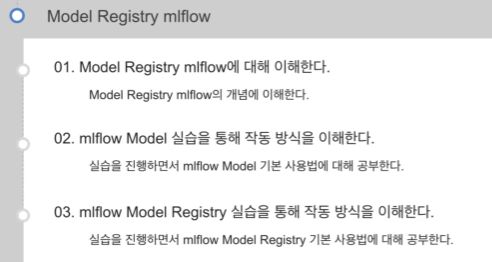 Model Registry mlflow
01. Model Registry mlflow에 대해 이해한다.
Model Registry mlflow의 개념에 이해한다.
02. mlflow Model 실습을 통해 작동 방식을 이해한다.
실습을 진행하면서 mlflow Model 기본 사용법에 대해 공부한다.
03. mlflow Model Registry 실습을 통해 작동 방식을 이해한다.
실습을 진행하면서 mlflow Model Registry 기본 사용법에 대해 공부한다.